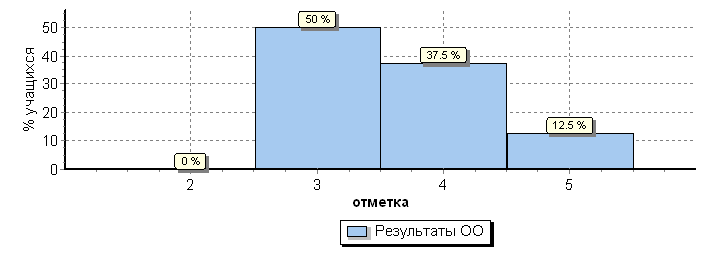 % учащихся
50
40
30
20
10
0
0 %
50 %
37.5 %
12.5 %
2 3 4 5
отметка
Результаты ОО